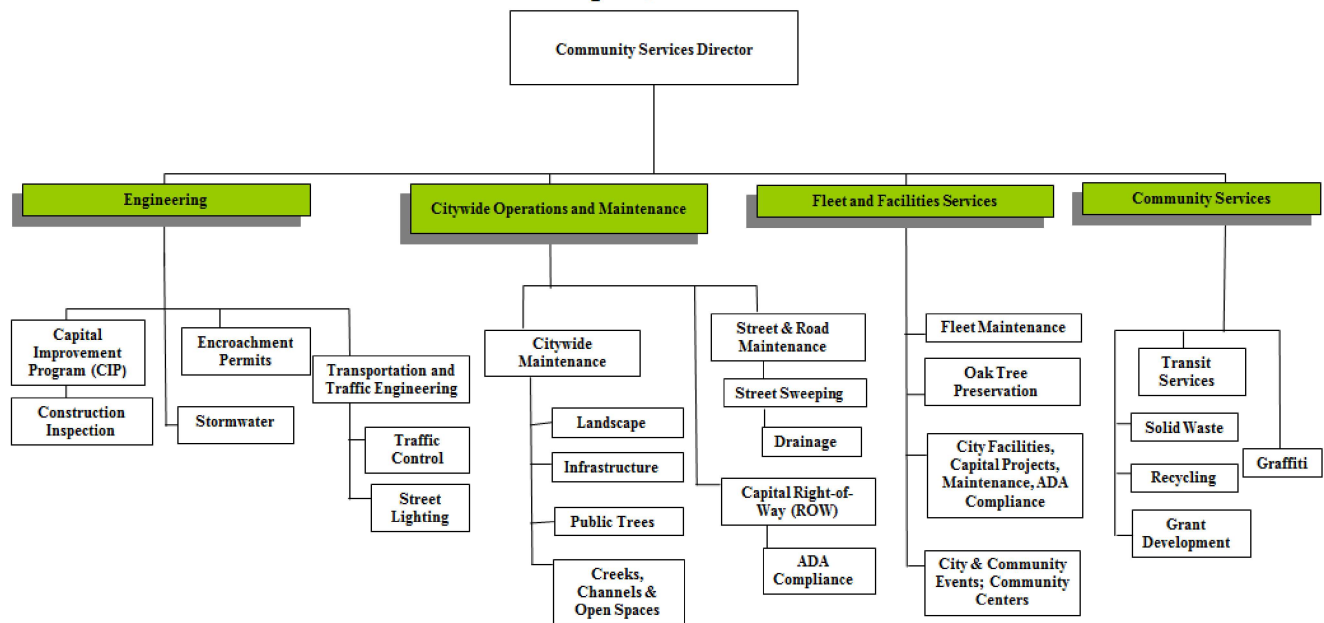 Community Services Director
Engineering
Citywide Operations and Maintenance
Fleet and Facilities Services
Community Services
Capital
Improvement
Program (CIP)
Construction
Inspection
Encroachment
Permits
Stormwater
Transportation and
Traffic Engineering
Traffic
Control
Street
Lighting
Citywide
Maintenance
Landscape
Infrastructure
Public Trees
Creeks,
Channels &
Open Spaces
Street & Road
Maintenance
Street Sweeping
Drainage
Capital Right-of-
Way (ROW)
ADA
Compliance
Fleet Maintenance
Oak Tree
Preservation
City Facilities,
Capital Projects,
Maintenance, ADA
Compliance
City & Community
Events; Community
Centers
Transit
Services
Solid Waste
Recycling
Grant
Development
Graffiti